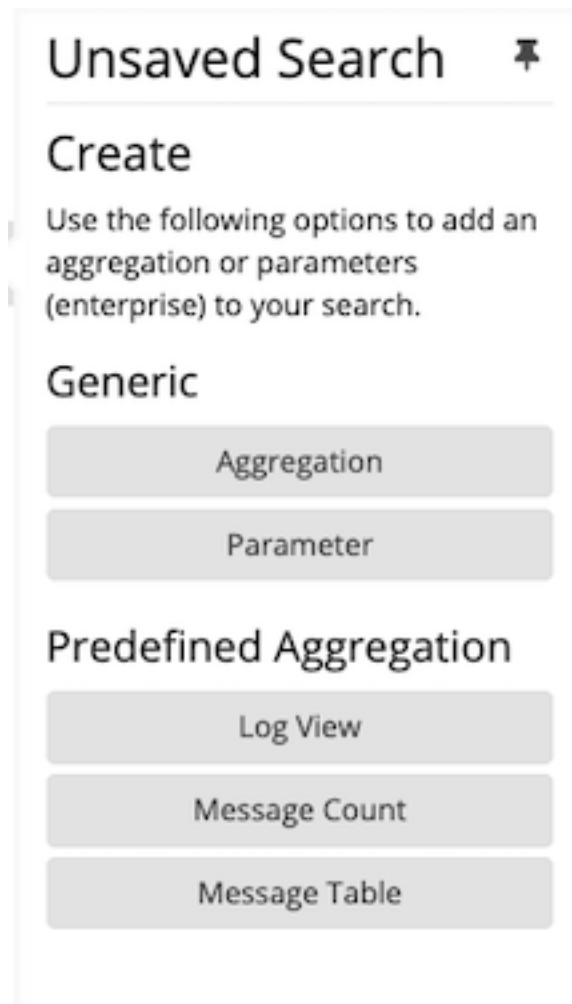 Unsaved Search
Create
Use the following options to add an
aggregation or parameters
(enterprise) to your search.
Generic
Aggregation
Parameter
Predefined Aggregation
Log View
Message Count
Message Table